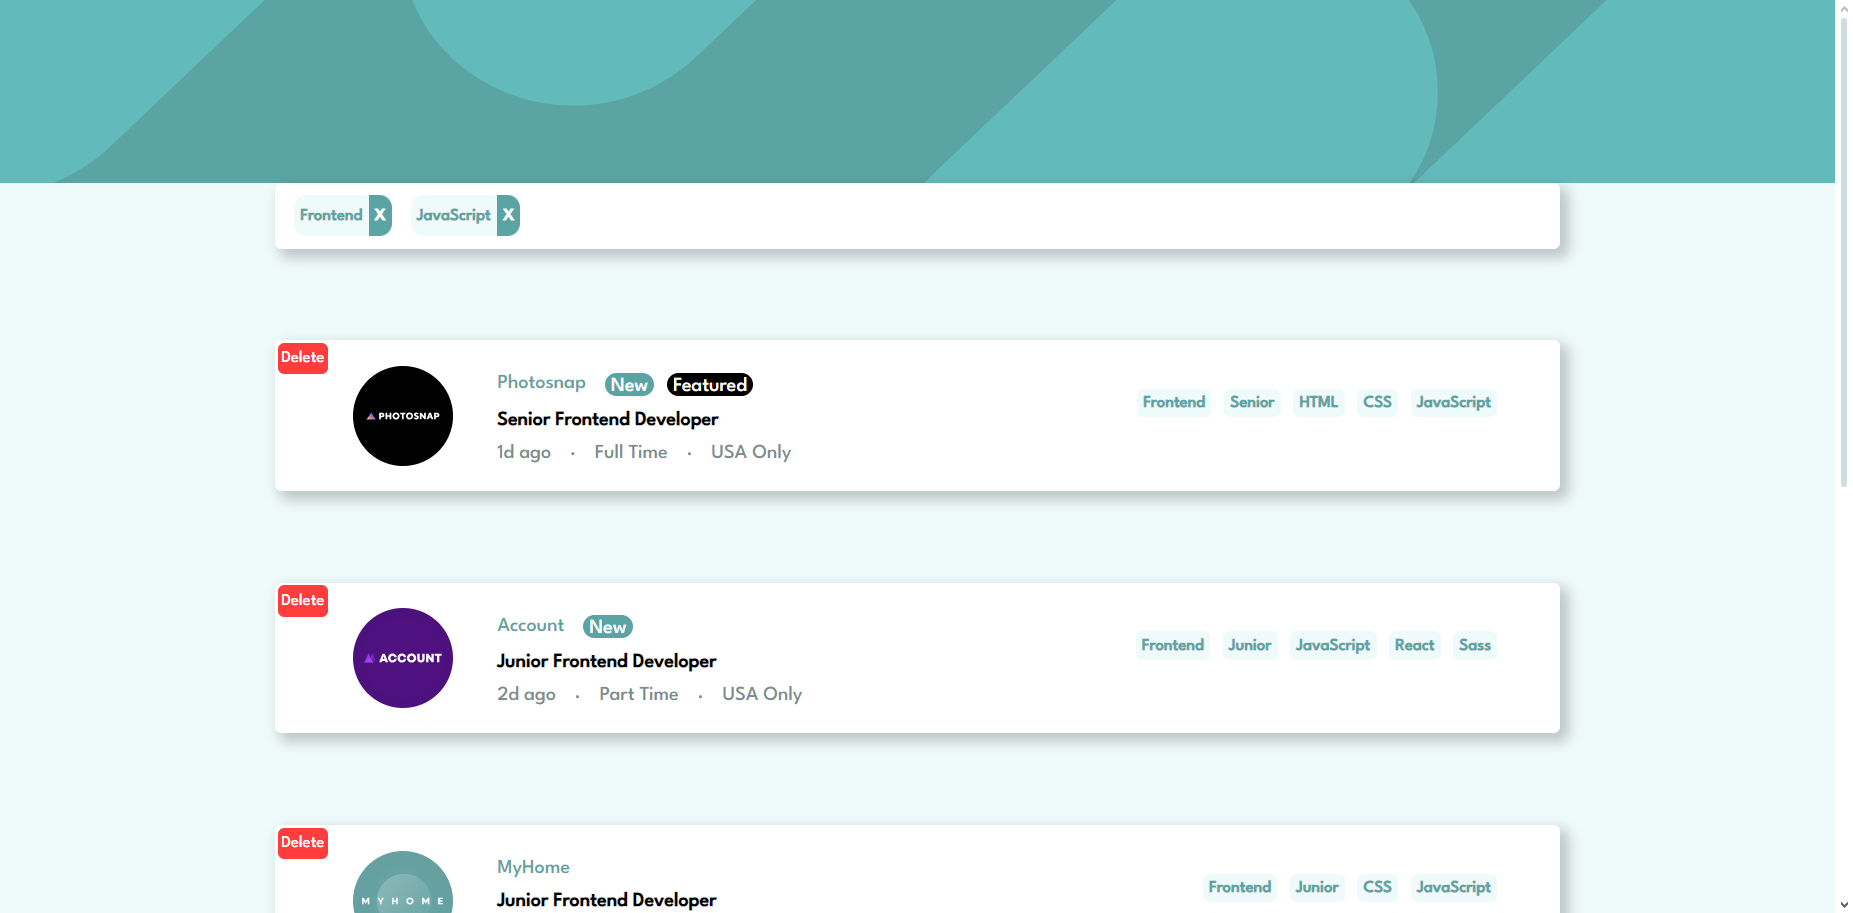 Frontend X JavaScript X
Delete
PHOTOSNAP
Photosnap New Featured
Senior Frontend Developer
1d ago · Full Time · USA Only
Frontend Senior HTML CSS JavaScript
Delete
ACCOUNT
Account New
Junior Frontend Developer
2d ago · Part Time · USA Only
Frontend Junior JavaScript React Sass
Delete
MYHOME
MyHome
Junior Frontend Developer
Frontend Junior CSS JavaScript